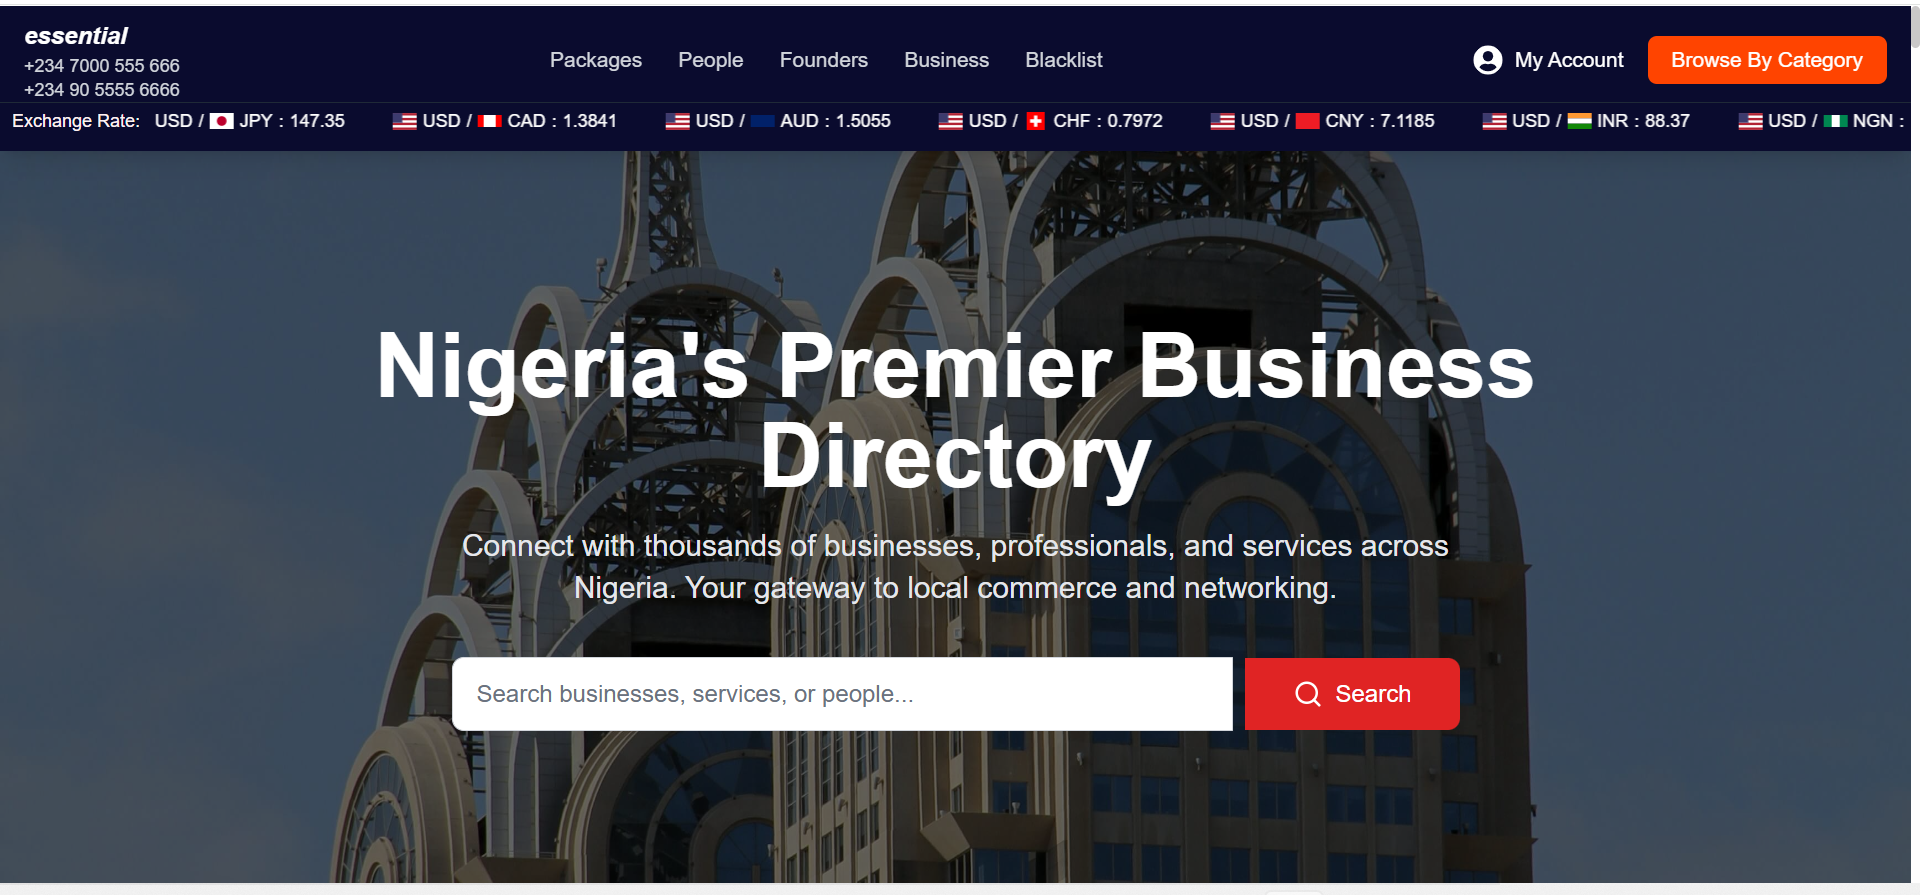 essential
+234 7000 555 666
+234 90 5555 6666
Packages People Founders Business Blacklist
My Account
Browse By Category
Exchange Rate: USD / JPY : 147.35 USD / CAD : 1.3841 USD / AUD : 1.5055 USD / CHF : 0.7972 USD / CNY : 7.1185 USD / INR : 88.37 USD / NGN :
Nigeria's Premier Business
Directory
Connect with thousands of businesses, professionals, and services across
Nigeria. Your gateway to local commerce and networking.
Search businesses, services, or people...
Search